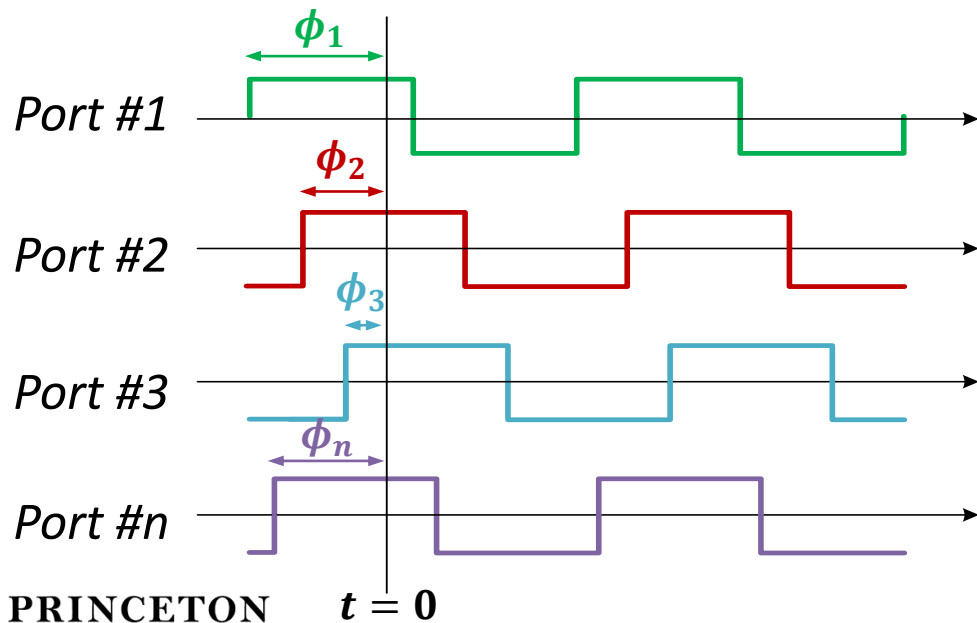 ϕ₁
Port #1
ϕ₂
Port #2
ϕ₃
Port #3
ϕₙ
Port #n
PRINCETON
t = 0